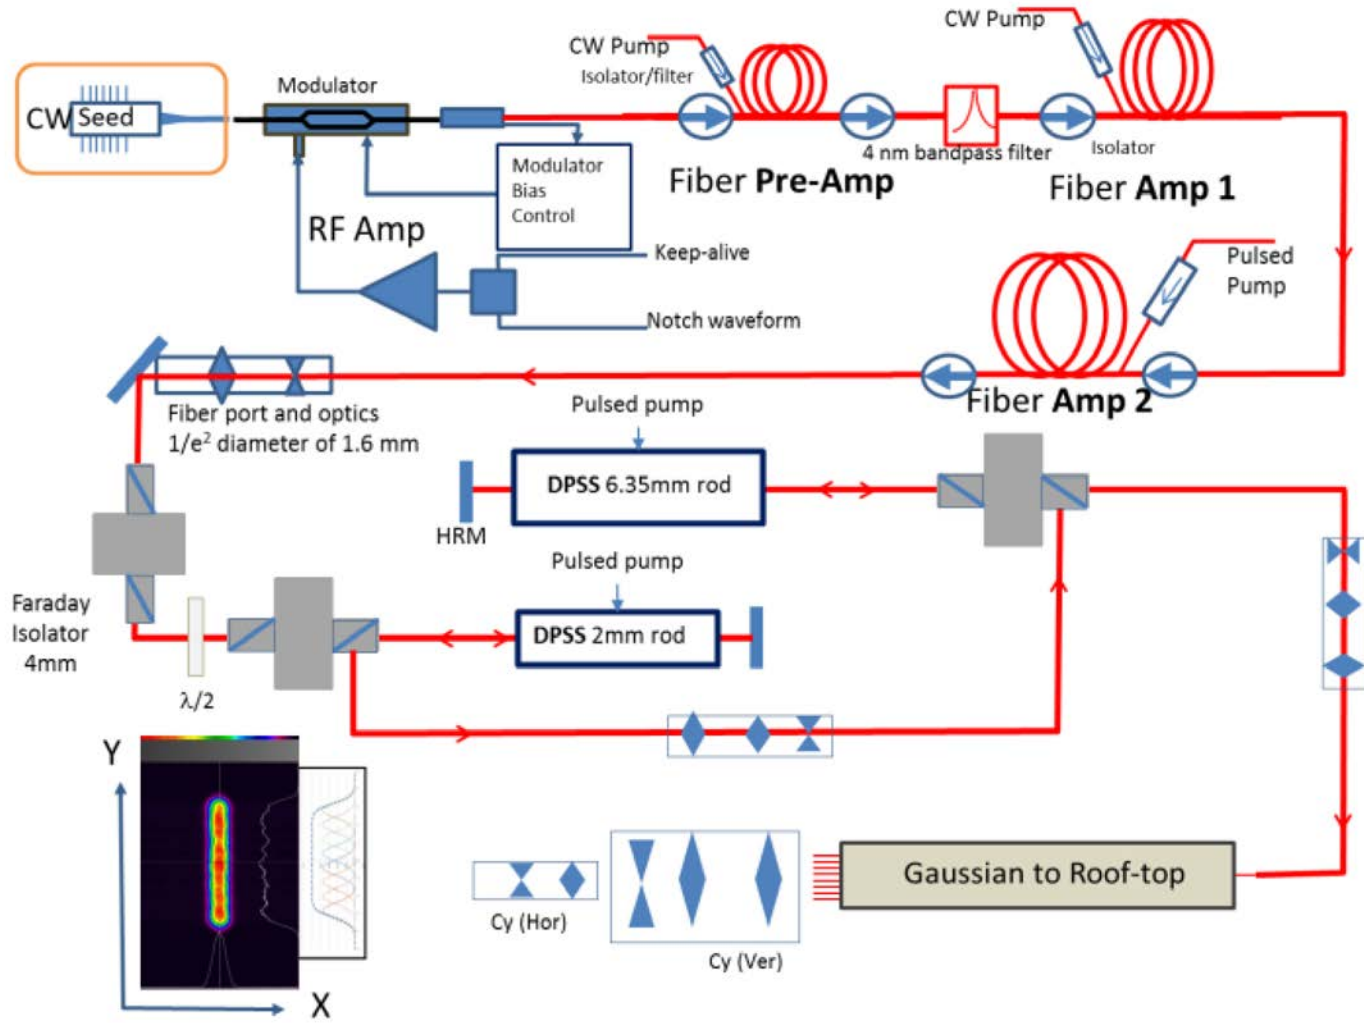 CW Pump
CW Pump
Isolator/filter
Modulator
CW Seed
4 nm bandpass filter
Isolator
Fiber Pre-Amp
Fiber Amp 1
Modulator
Bias
Control
RF Amp
Keep-alive
Notch waveform
Pulsed
Pump
Fiber Amp 2
Fiber port and optics
1/e² diameter of 1.6 mm
Pulsed pump
DPSS 6.35mm rod
HRM
Pulsed pump
DPSS 2mm rod
Faraday
Isolator
4mm
λ/2
Y
X
Gaussian to Roof-top
Cy (Hor)
Cy (Ver)